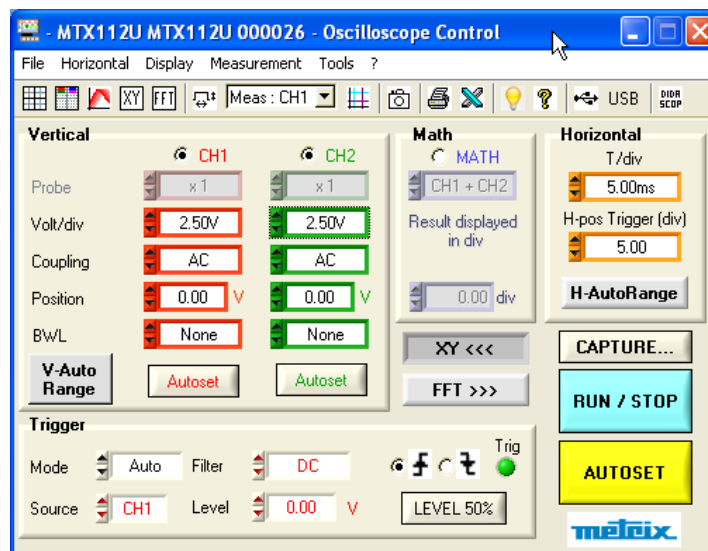 - MTX112U MTX112U 000026 - Oscilloscope Control
File Horizontal Display Measurement Tools ?
XY FFT Meas : CH1 ? USB DIDA SCOP
Vertical Math Horizontal
CH1 CH2 MATH T/div
Probe x 1 x 1 CH1 + CH2 5.00ms
Volt/div 2.50V 2.50V Result displayed in div H-pos Trigger (div)
Coupling AC AC 5.00
Position 0.00 V 0.00 V 0.00 div H-AutoRange
BWL None None XY <<< CAPTURE...
V-Auto Range Autoset Autoset FFT >>> RUN / STOP
Trigger
Mode Auto Filter DC Trig AUTOSET
Source CH1 Level 0.00 V LEVEL 50%
metrix